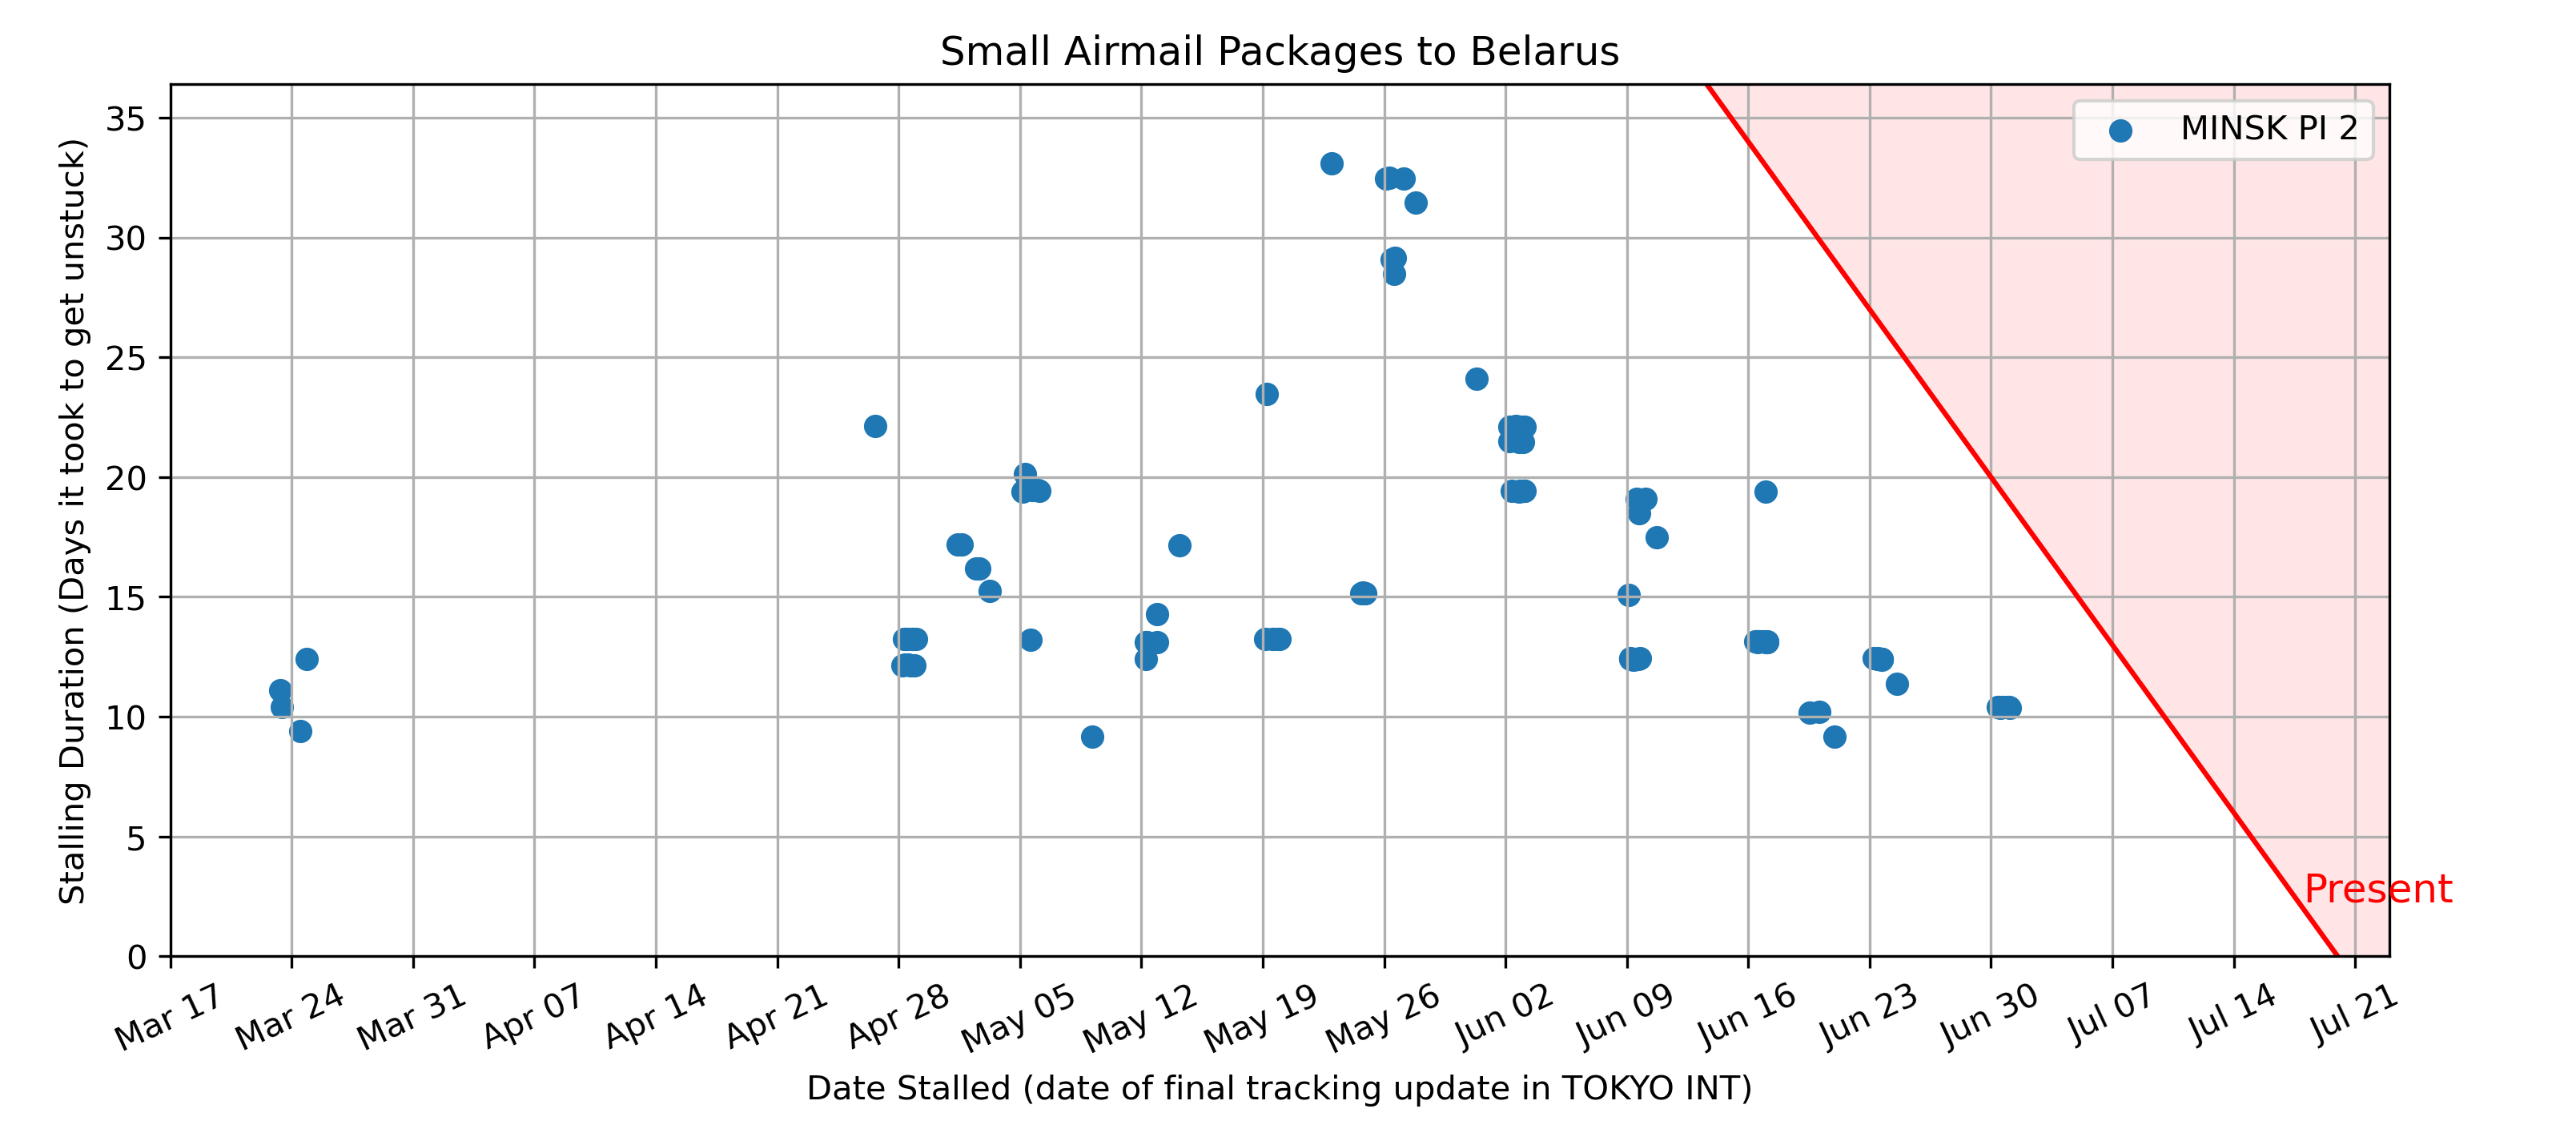 Small Airmail Packages to Belarus
Stalling Duration (Days it took to get unstuck)
35
30
25
20
15
10
5
0
MINSK PI 2
Present
Mar 17
Mar 24
Mar 31
Apr 07
Apr 14
Apr 21
Apr 28
May 05
May 12
May 19
May 26
Jun 02
Jun 09
Jun 16
Jun 23
Jun 30
Jul 07
Jul 14
Jul 21
Date Stalled (date of final tracking update in TOKYO INT)